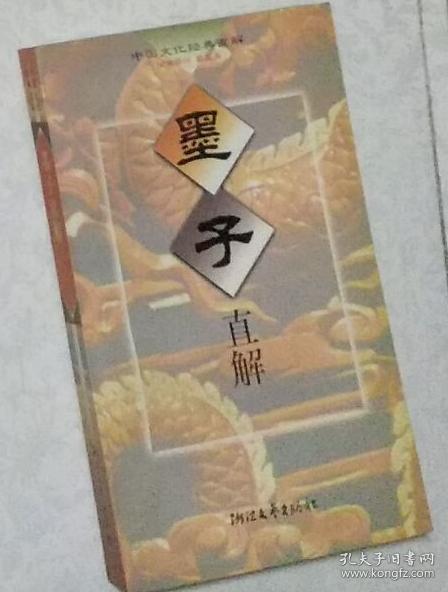 中国文化经典直解
墨
子
直解
浙江文艺出版社
孔夫子旧书网
www.kongfz.com